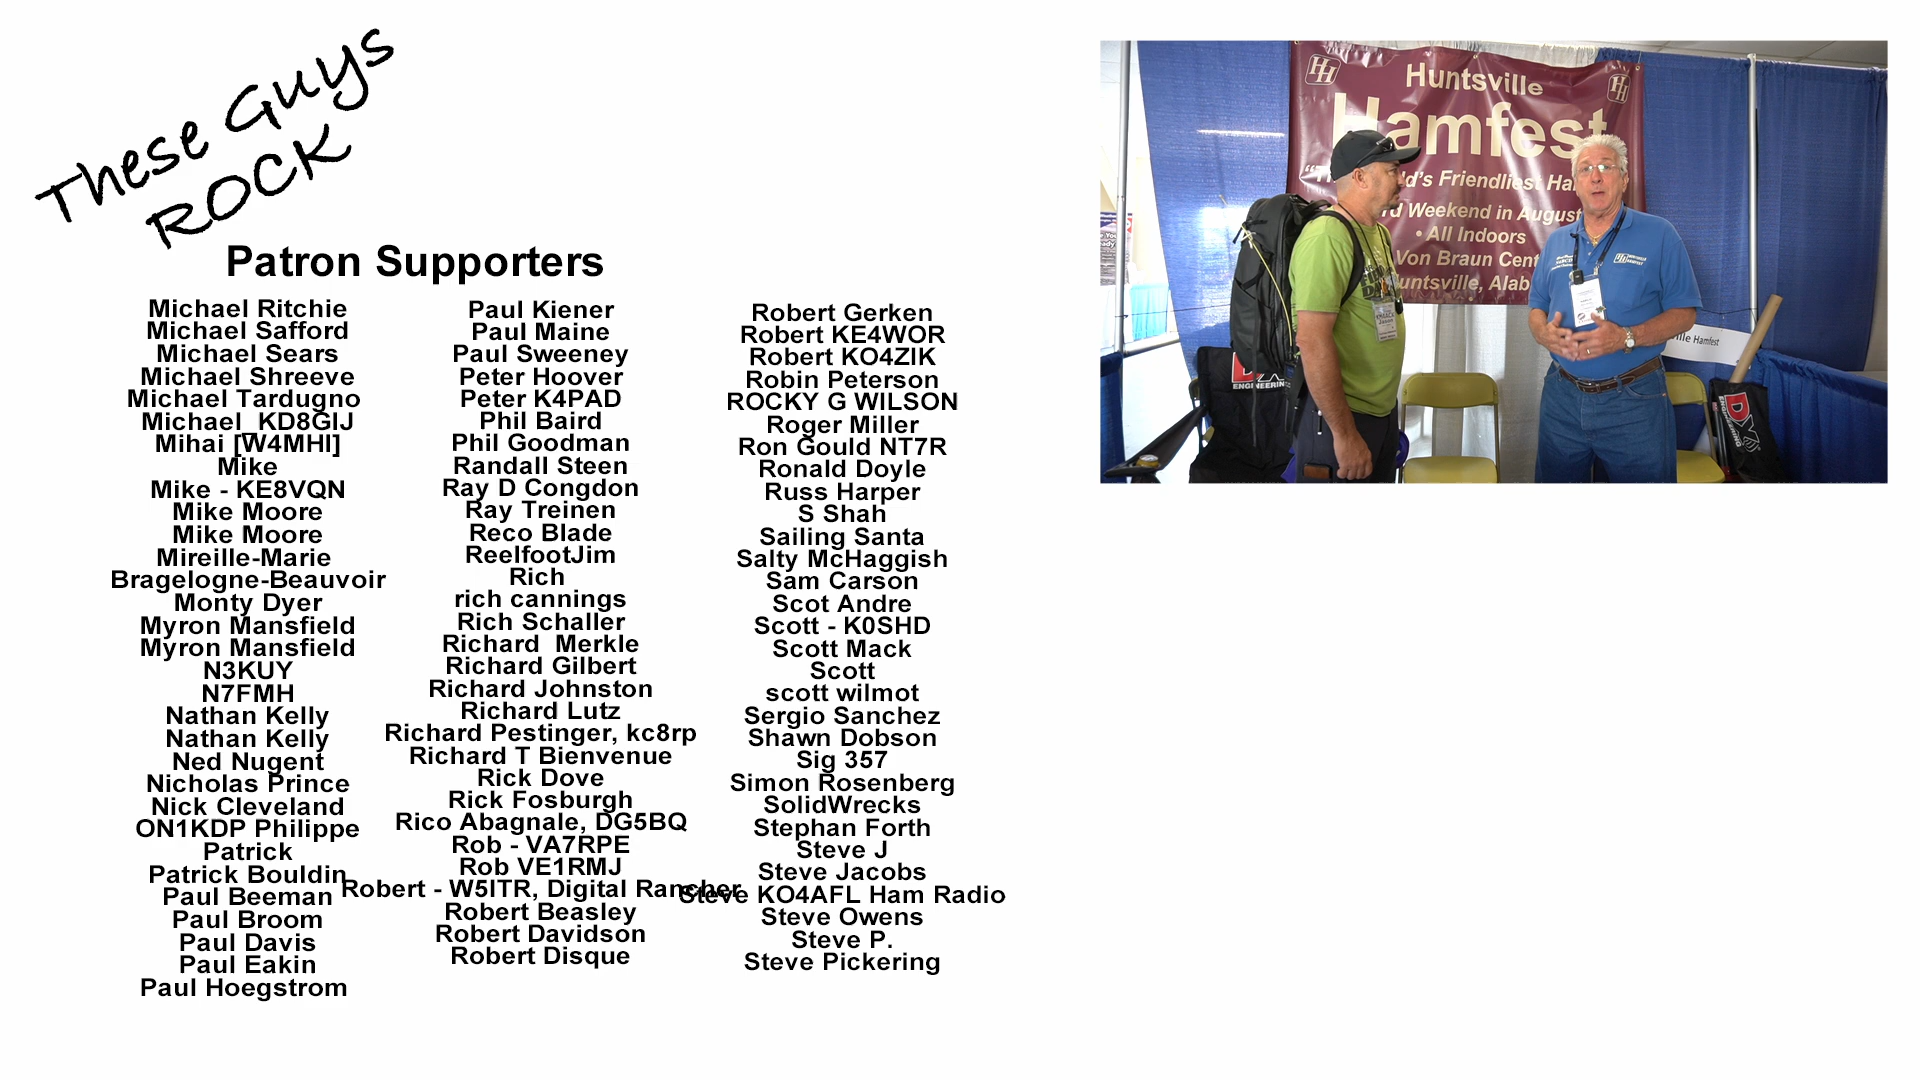 These Guys
ROCK
Patron Supporters
Michael Ritchie
Michael Safford
Michael Sears
Michael Shreeve
Michael Tardugno
Michael_KD8GIJ
Mihai [W4MHI]
Mike
Mike - KE8VQN
Mike Moore
Mike Moore
Mireille-Marie
Bragelogne-Beauvoir
Monty Dyer
Myron Mansfield
Myron Mansfield
N3KUY
N7FMH
Nathan Kelly
Nathan Kelly
Ned Nugent
Nicholas Prince
Nick Cleveland
ON1KDP Philippe
Patrick
Patrick Bouldin
Paul Beeman
Paul Broom
Paul Davis
Paul Eakin
Paul Hoegstrom
Paul Kiener
Paul Maine
Paul Sweeney
Peter Hoover
Peter K4PAD
Phil Baird
Phil Goodman
Randall Steen
Ray D Congdon
Ray Treinen
Reco Blade
ReelfootJim
Rich
rich cannings
Rich Schaller
Richard  Merkle
Richard Gilbert
Richard Johnston
Richard Lutz
Richard Pestinger, kc8rp
Richard T Bienvenue
Rick Dove
Rick Fosburgh
Rico Abagnale, DG5BQ
Rob - VA7RPE
Rob VE1RMJ
Robert - W5ITR, Digital Rancher
Robert Beasley
Robert Davidson
Robert Disque
Robert Gerken
Robert KE4WOR
Robert KO4ZIK
Robin Peterson
ROCKY G WILSON
Roger Miller
Ron Gould NT7R
Ronald Doyle
Russ Harper
S Shah
Sailing Santa
Salty McHaggish
Sam Carson
Scot Andre
Scott - K0SHD
Scott Mack
Scott
scott wilmot
Sergio Sanchez
Shawn Dobson
Sig 357
Simon Rosenberg
SolidWrecks
Stephan Forth
Steve J
Steve Jacobs
Steve KO4AFL Ham Radio
Steve Owens
Steve P.
Steve Pickering
HH
HH
Huntsville
Hamfest
Friendliest
Weekend in August
• All Indoors
Von Braun
Hamfest
DX
ENGINEERING
DX
ENGINEERING